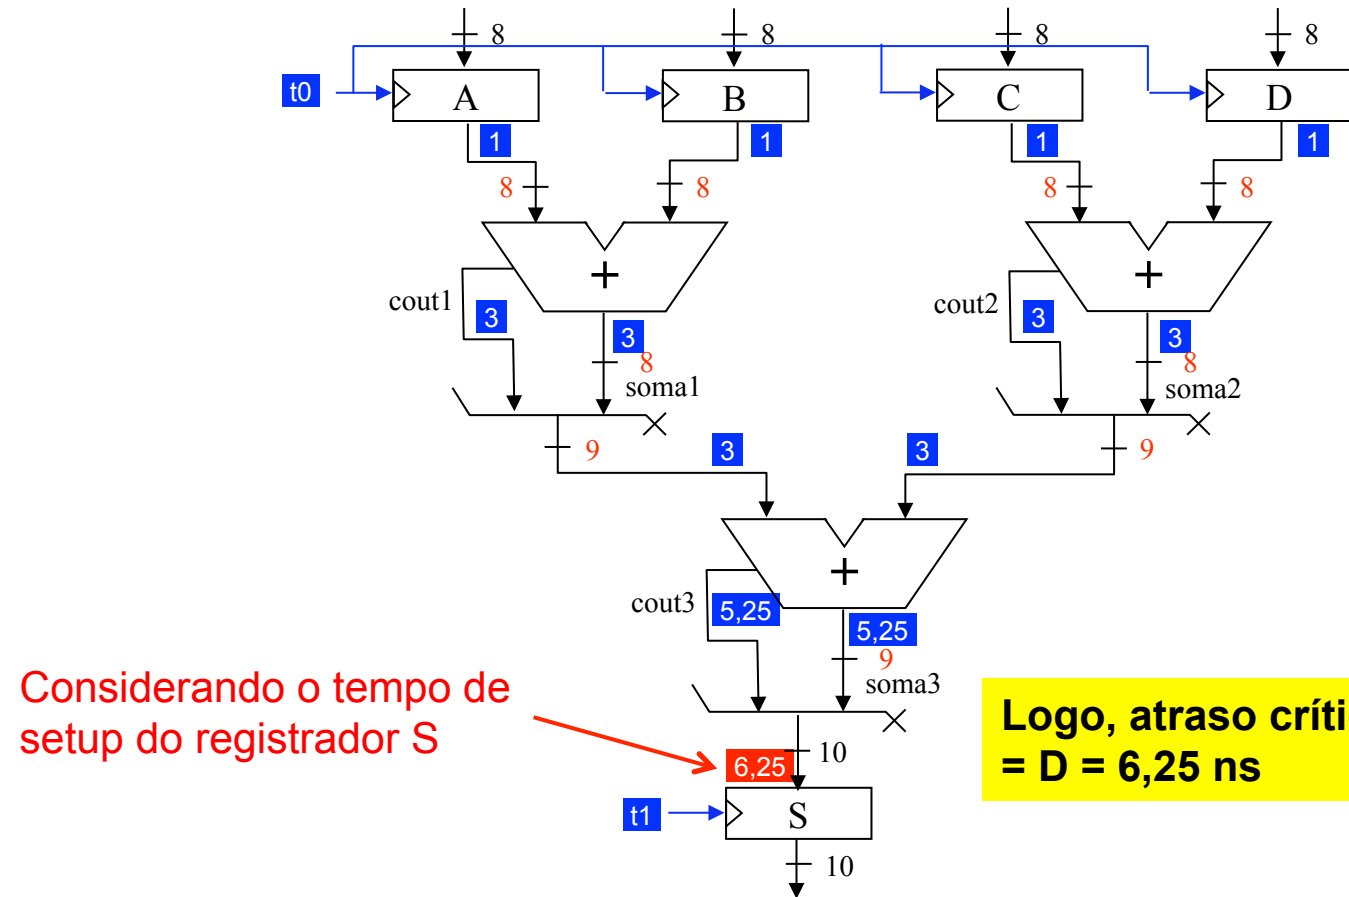 8 8 8 8
t0 A B C D
1 1 1 1
8 8 8 8
+ +
cout1 3 3 cout2 3 3
8 8
soma1 soma2
9 9
3 3
+
cout3 5,25 5,25
9
soma3
Considerando o tempo de
setup do registrador S
Logo, atraso críti
= D = 6,25 ns
6,25 10
t1 S
10